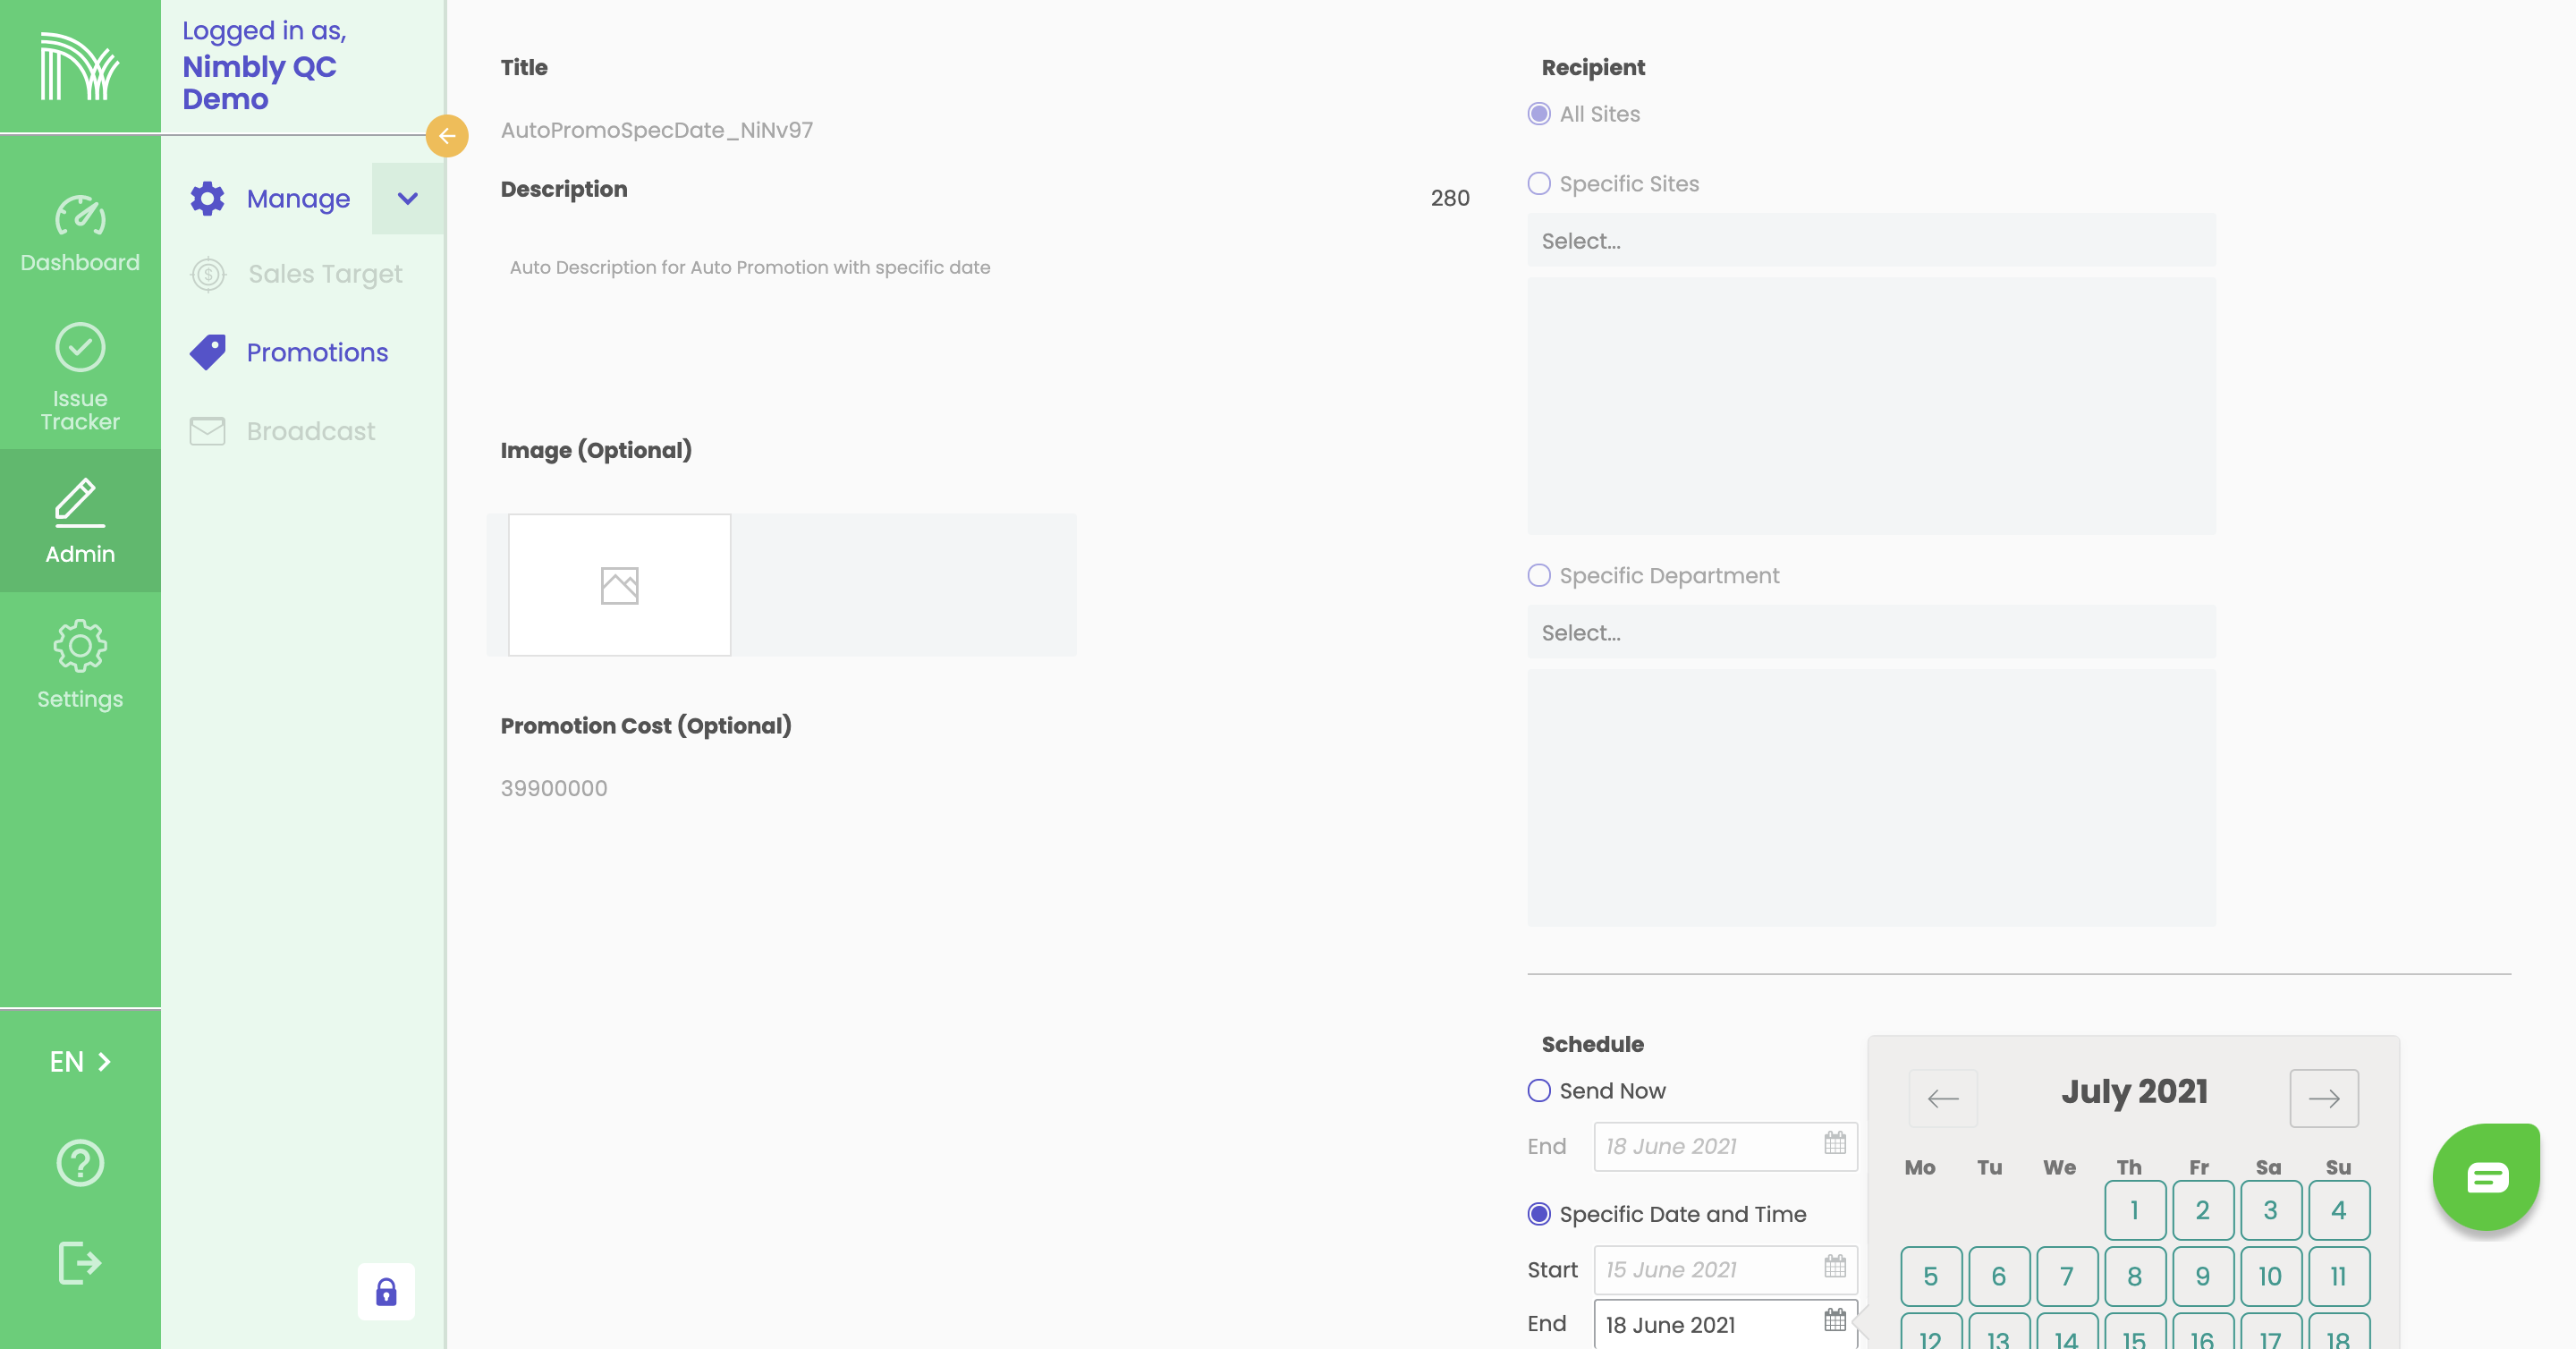 Logged in as,
Nimbly QC
Demo
Dashboard
Issue
Tracker
Admin
Settings
EN
Manage
Sales Target
Promotions
Broadcast
Title
AutoPromoSpecDate_NiNv97
Description
280
Auto Description for Auto Promotion with specific date
Image (Optional)
Promotion Cost (Optional)
39900000
Recipient
All Sites
Specific Sites
Select...
Specific Department
Select...
Schedule
Send Now
End 18 June 2021
Specific Date and Time
Start 15 June 2021
End 18 June 2021
July 2021
Mo Tu We Th Fr Sa Su
1 2 3 4
5 6 7 8 9 10 11
12 13 14 15 16 17 18